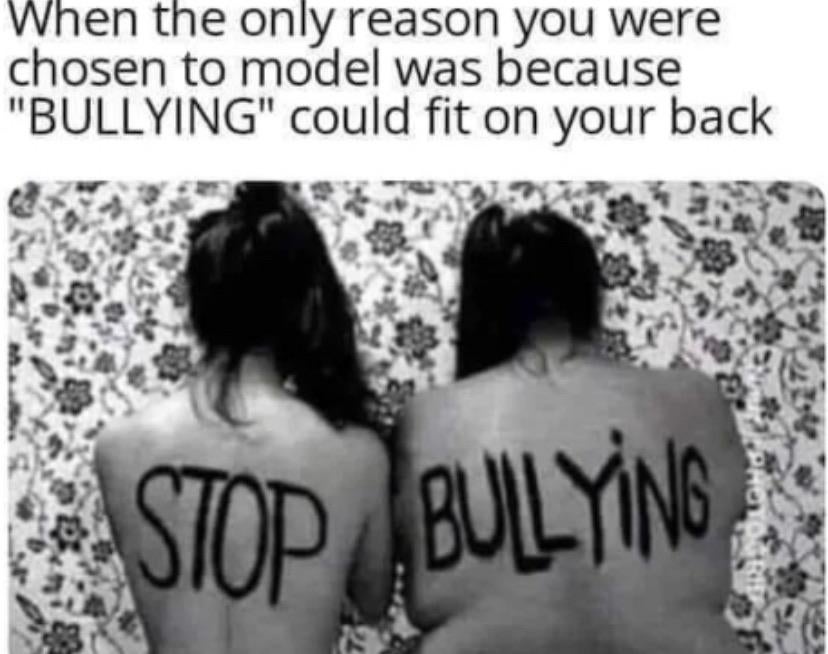 When the only reason you were
chosen to model was because
"BULLYING" could fit on your back
STOP BULLYiNG